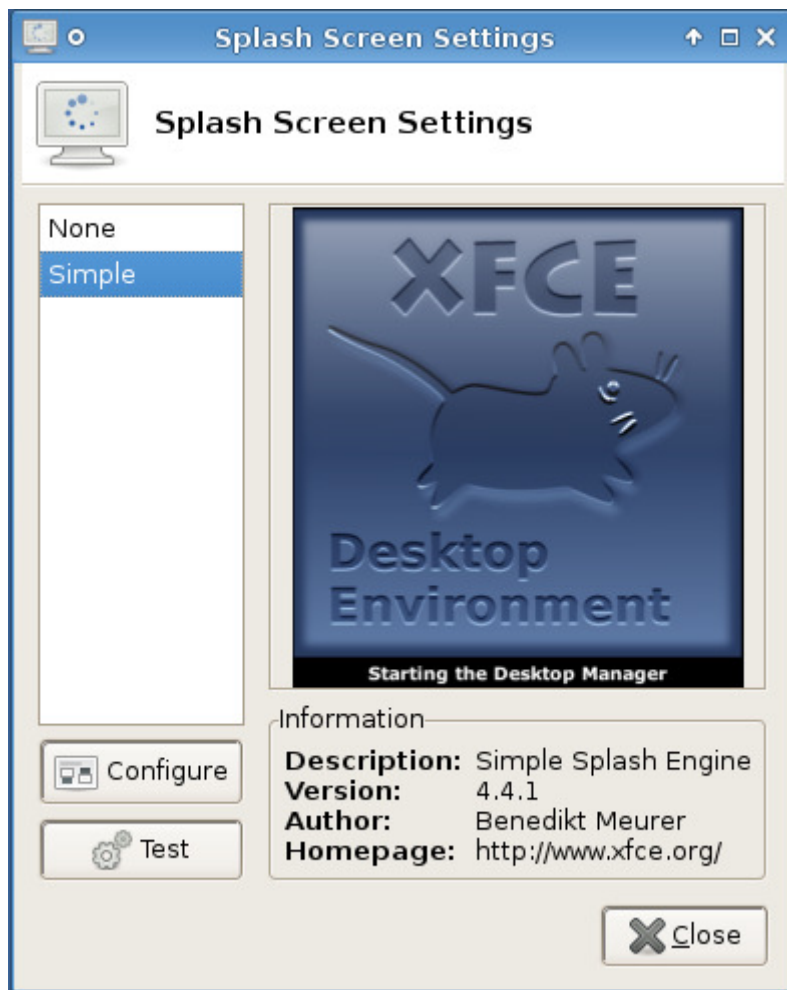 Splash Screen Settings
Splash Screen Settings
None
Simple
XFCE
Desktop
Environment
Starting the Desktop Manager
Configure
Test
Information
Description: Simple Splash Engine
Version: 4.4.1
Author: Benedikt Meurer
Homepage: http://www.xfce.org/
Close